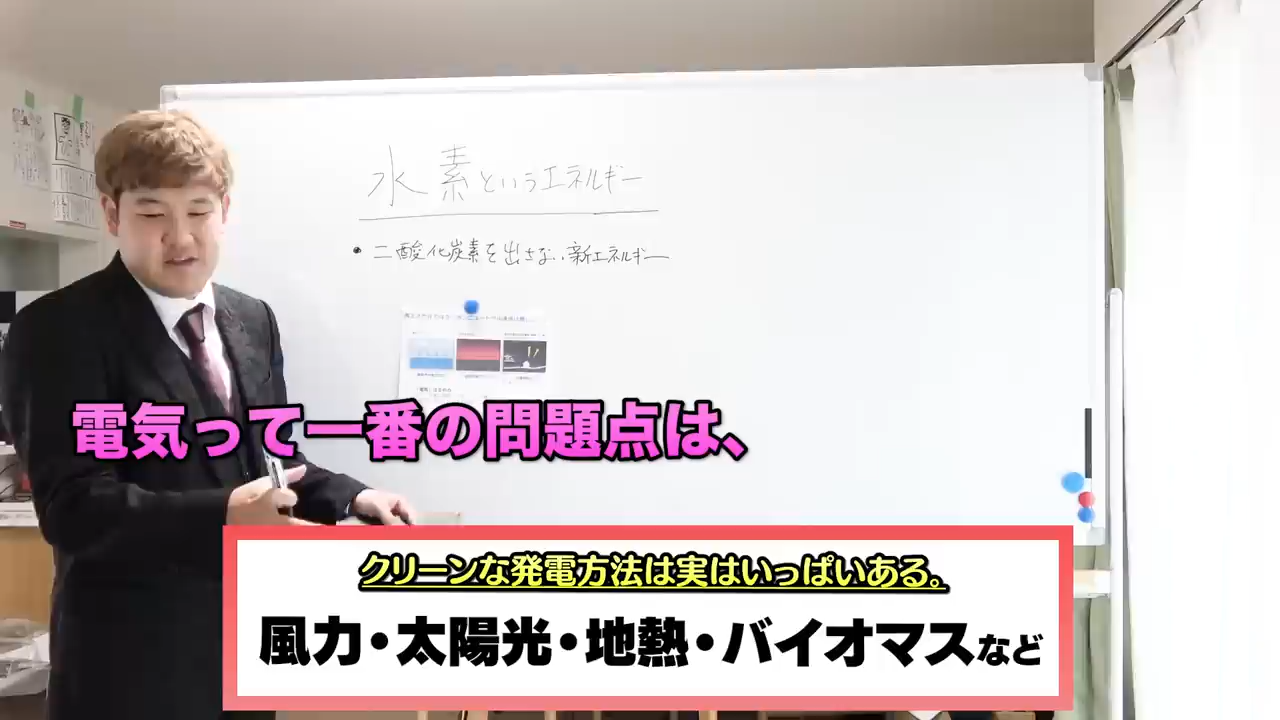 水素というエネルギー
・二酸化炭素を出さない新エネルギー
電気って一番の問題点は、
クリーンな発電方法は実はいっぱいある。
風力・太陽光・地熱・バイオマスなど